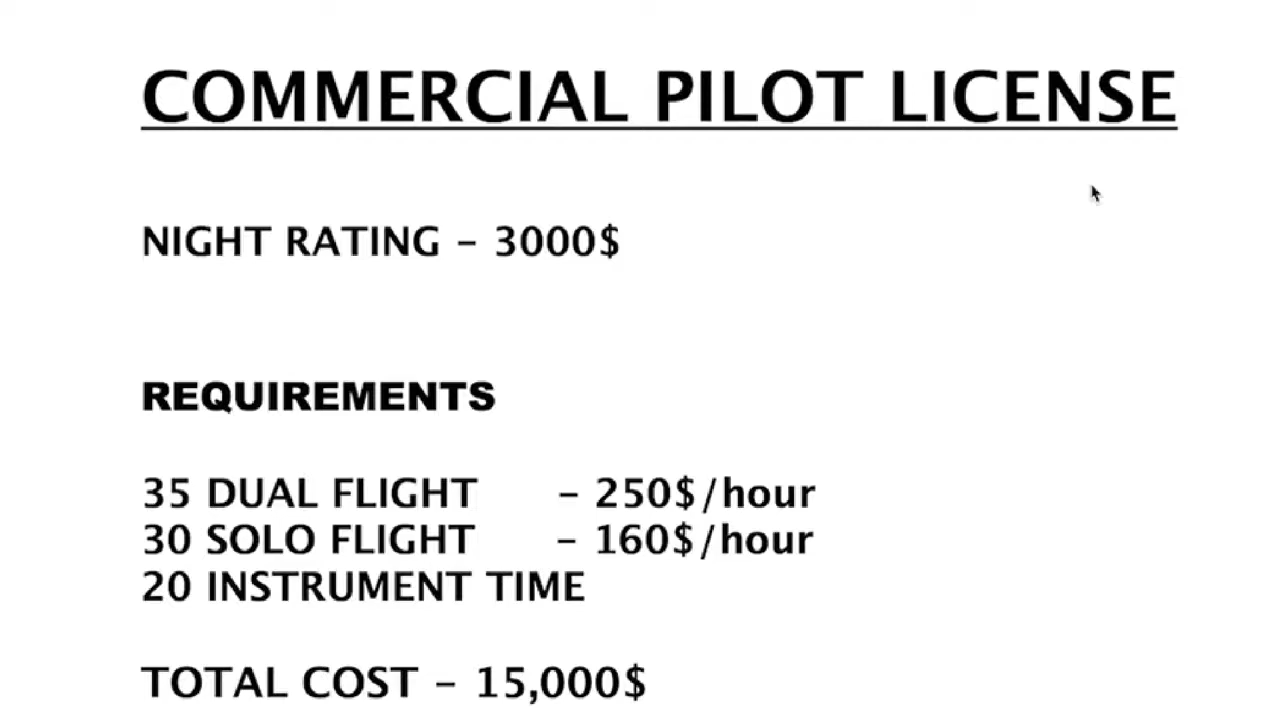 COMMERCIAL PILOT LICENSE
NIGHT RATING - 3000$
REQUIREMENTS
35 DUAL FLIGHT - 250$/hour
30 SOLO FLIGHT - 160$/hour
20 INSTRUMENT TIME
TOTAL COST - 15,000$